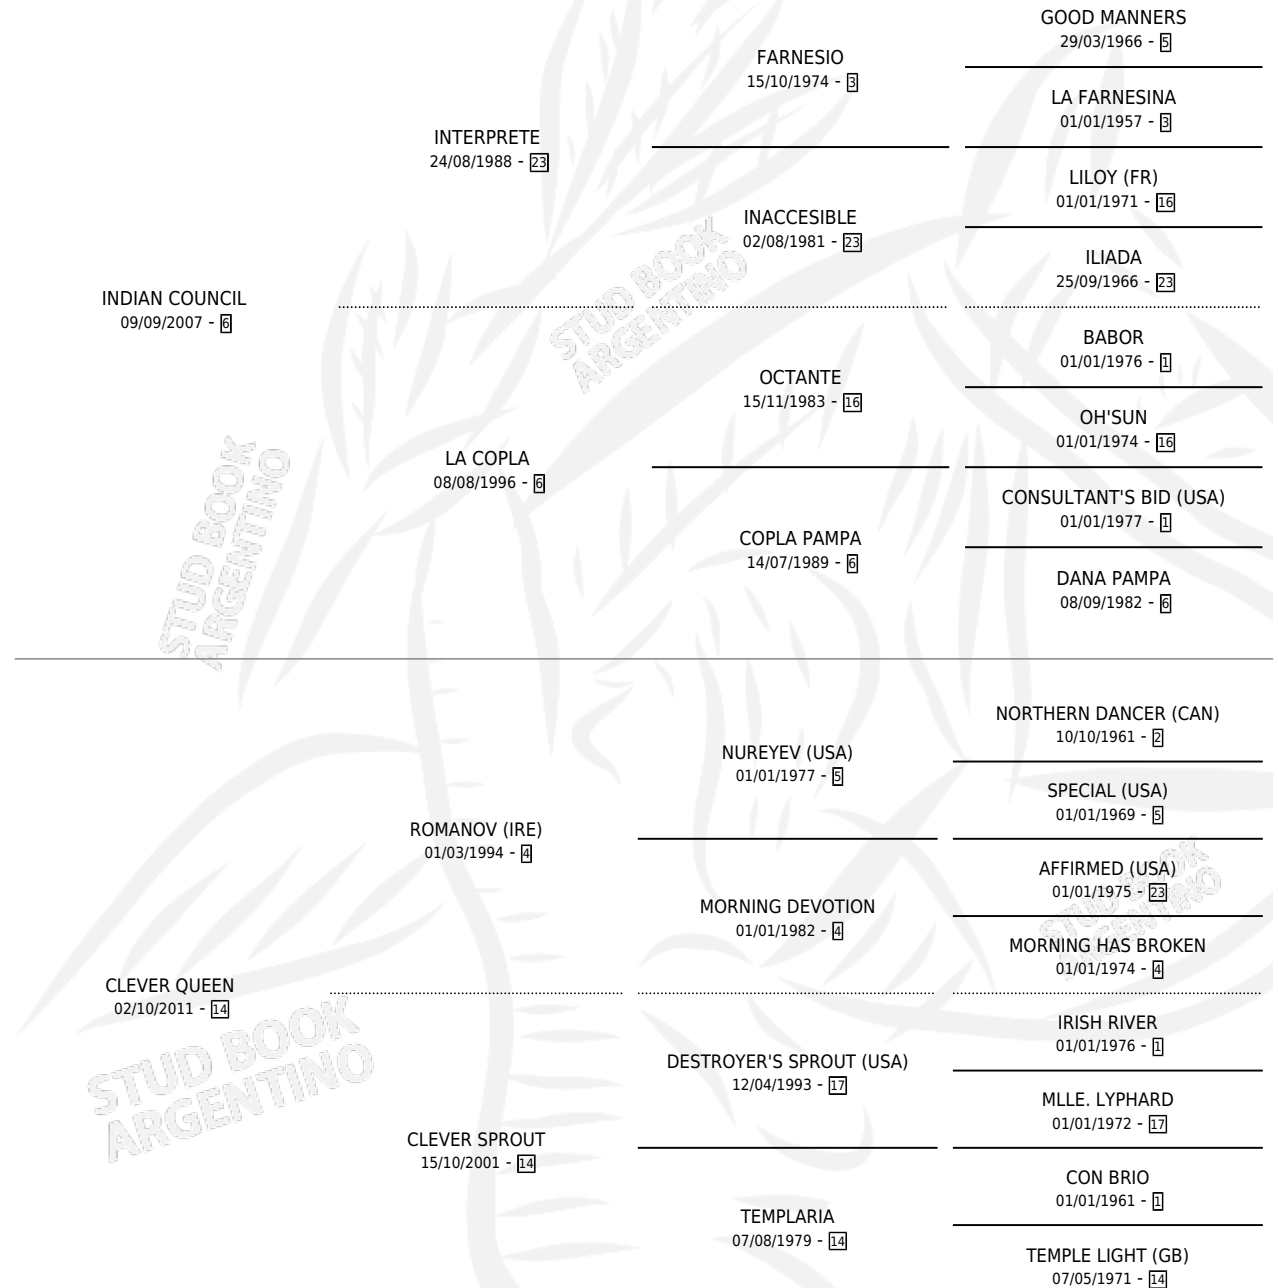 GOOD MANNERS
29/03/1966 - 5
FARNESIO
15/10/1974 - 3
LA FARNESINA
01/01/1957 - 3
INTERPRETE
24/08/1988 - 23
LILOY (FR)
01/01/1971 - 16
INACCESIBLE
02/08/1981 - 23
ILIADA
25/09/1966 - 23
INDIAN COUNCIL
09/09/2007 - 6
BABOR
01/01/1976 - 1
OCTANTE
15/11/1983 - 16
OH'SUN
01/01/1974 - 16
LA COPLA
08/08/1996 - 6
CONSULTANT'S BID (USA)
01/01/1977 - 1
COPLA PAMPA
14/07/1989 - 6
DANA PAMPA
08/09/1982 - 6
NORTHERN DANCER (CAN)
10/10/1961 - 2
NUREYEV (USA)
01/01/1977 - 5
SPECIAL (USA)
01/01/1969 - 5
ROMANOV (IRE)
01/03/1994 - 4
AFFIRMED (USA)
01/01/1975 - 23
MORNING DEVOTION
01/01/1982 - 4
MORNING HAS BROKEN
01/01/1974 - 4
CLEVER QUEEN
02/10/2011 - 14
IRISH RIVER
01/01/1976 - 1
DESTROYER'S SPROUT (USA)
12/04/1993 - 17
MLLE. LYPHARD
01/01/1972 - 17
CLEVER SPROUT
15/10/2001 - 14
CON BRIO
01/01/1961 - 1
TEMPLARIA
07/08/1979 - 14
TEMPLE LIGHT (GB)
07/05/1971 - 14
STUD BOOK
ARGENTINO
STUD BOOK
ARGENTINO
STUD BOOK
ARGENTINO
STUD BOOK
ARGENTINO